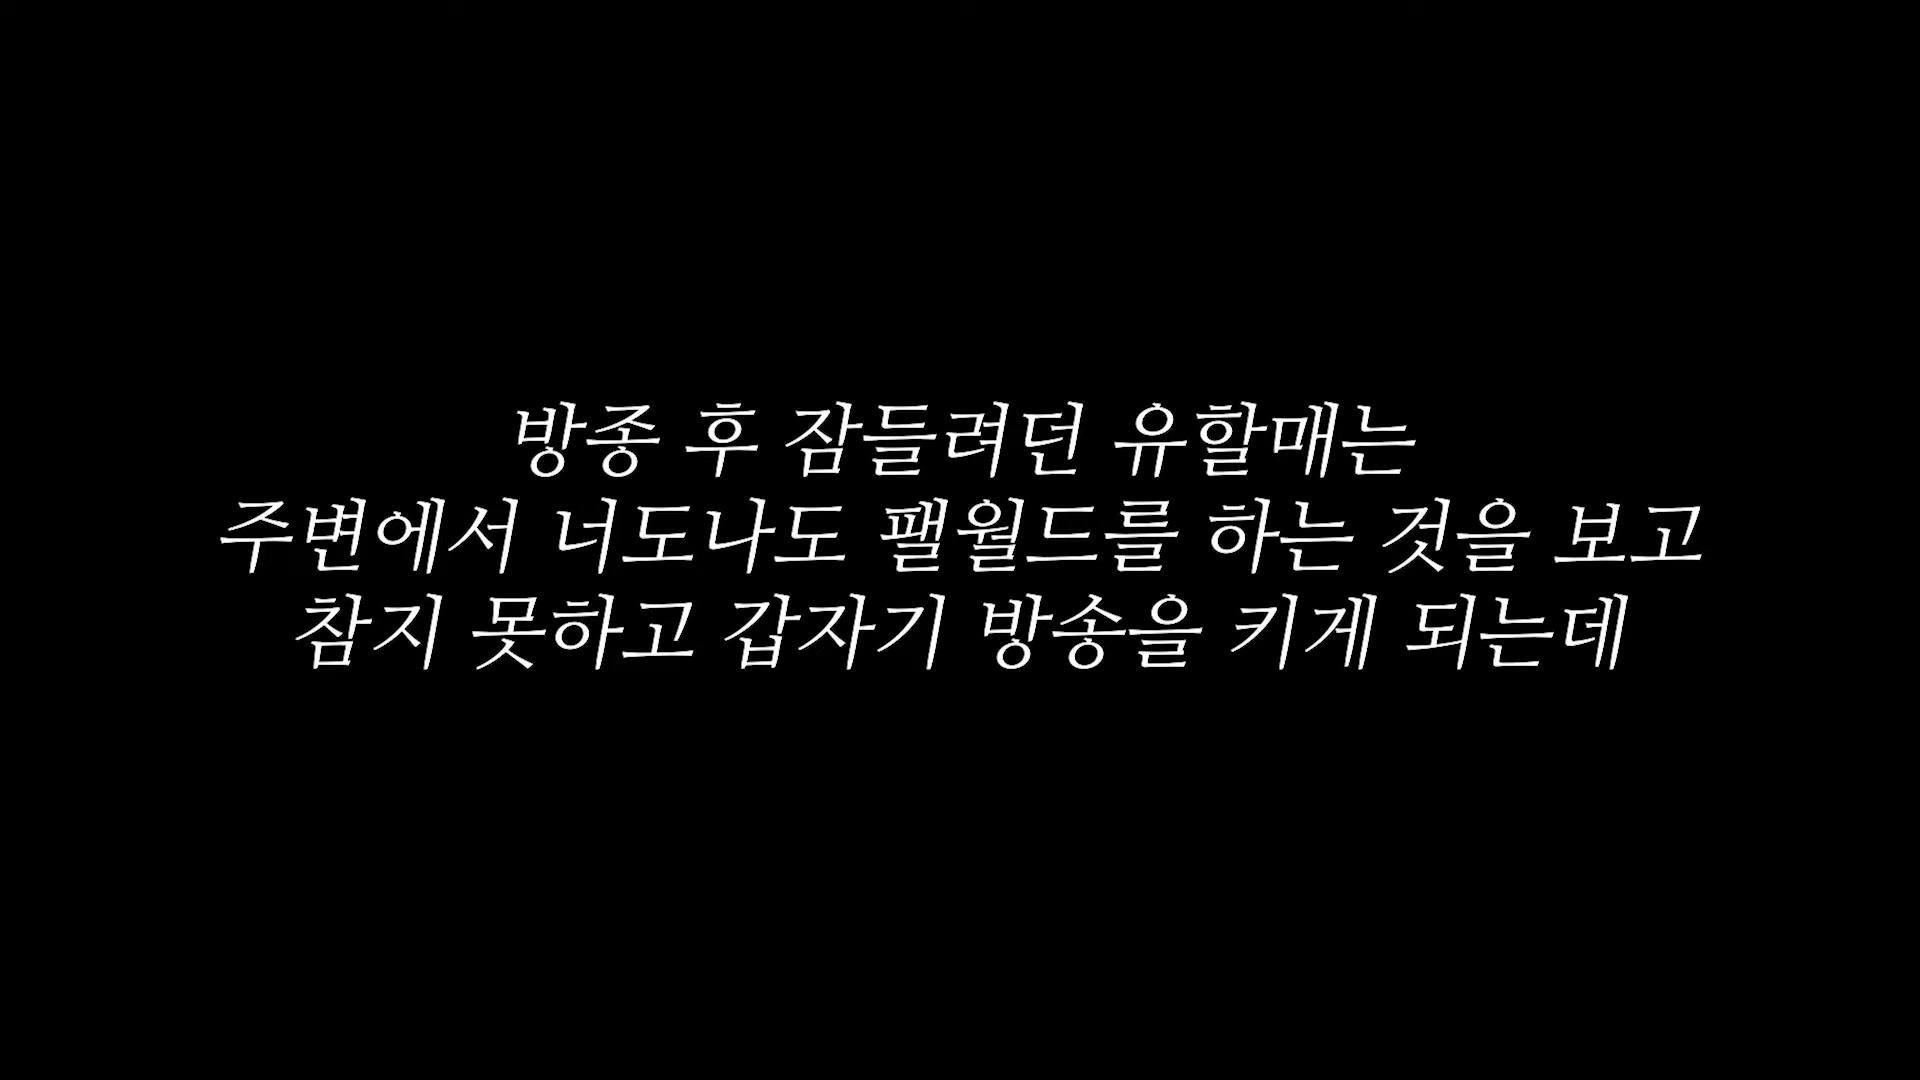 방종 후 잠들려던 유할매는
주변에서 너도나도 팰월드를 하는 것을 보고
참지 못하고 갑자기 방송을 키게 되는데